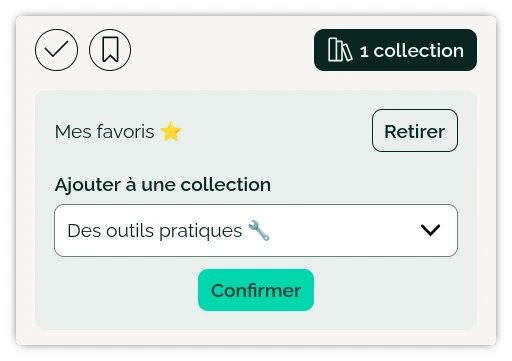 1 collection
Mes favoris ⭐
Retirer
Ajouter à une collection
Des outils pratiques 🔧
Confirmer